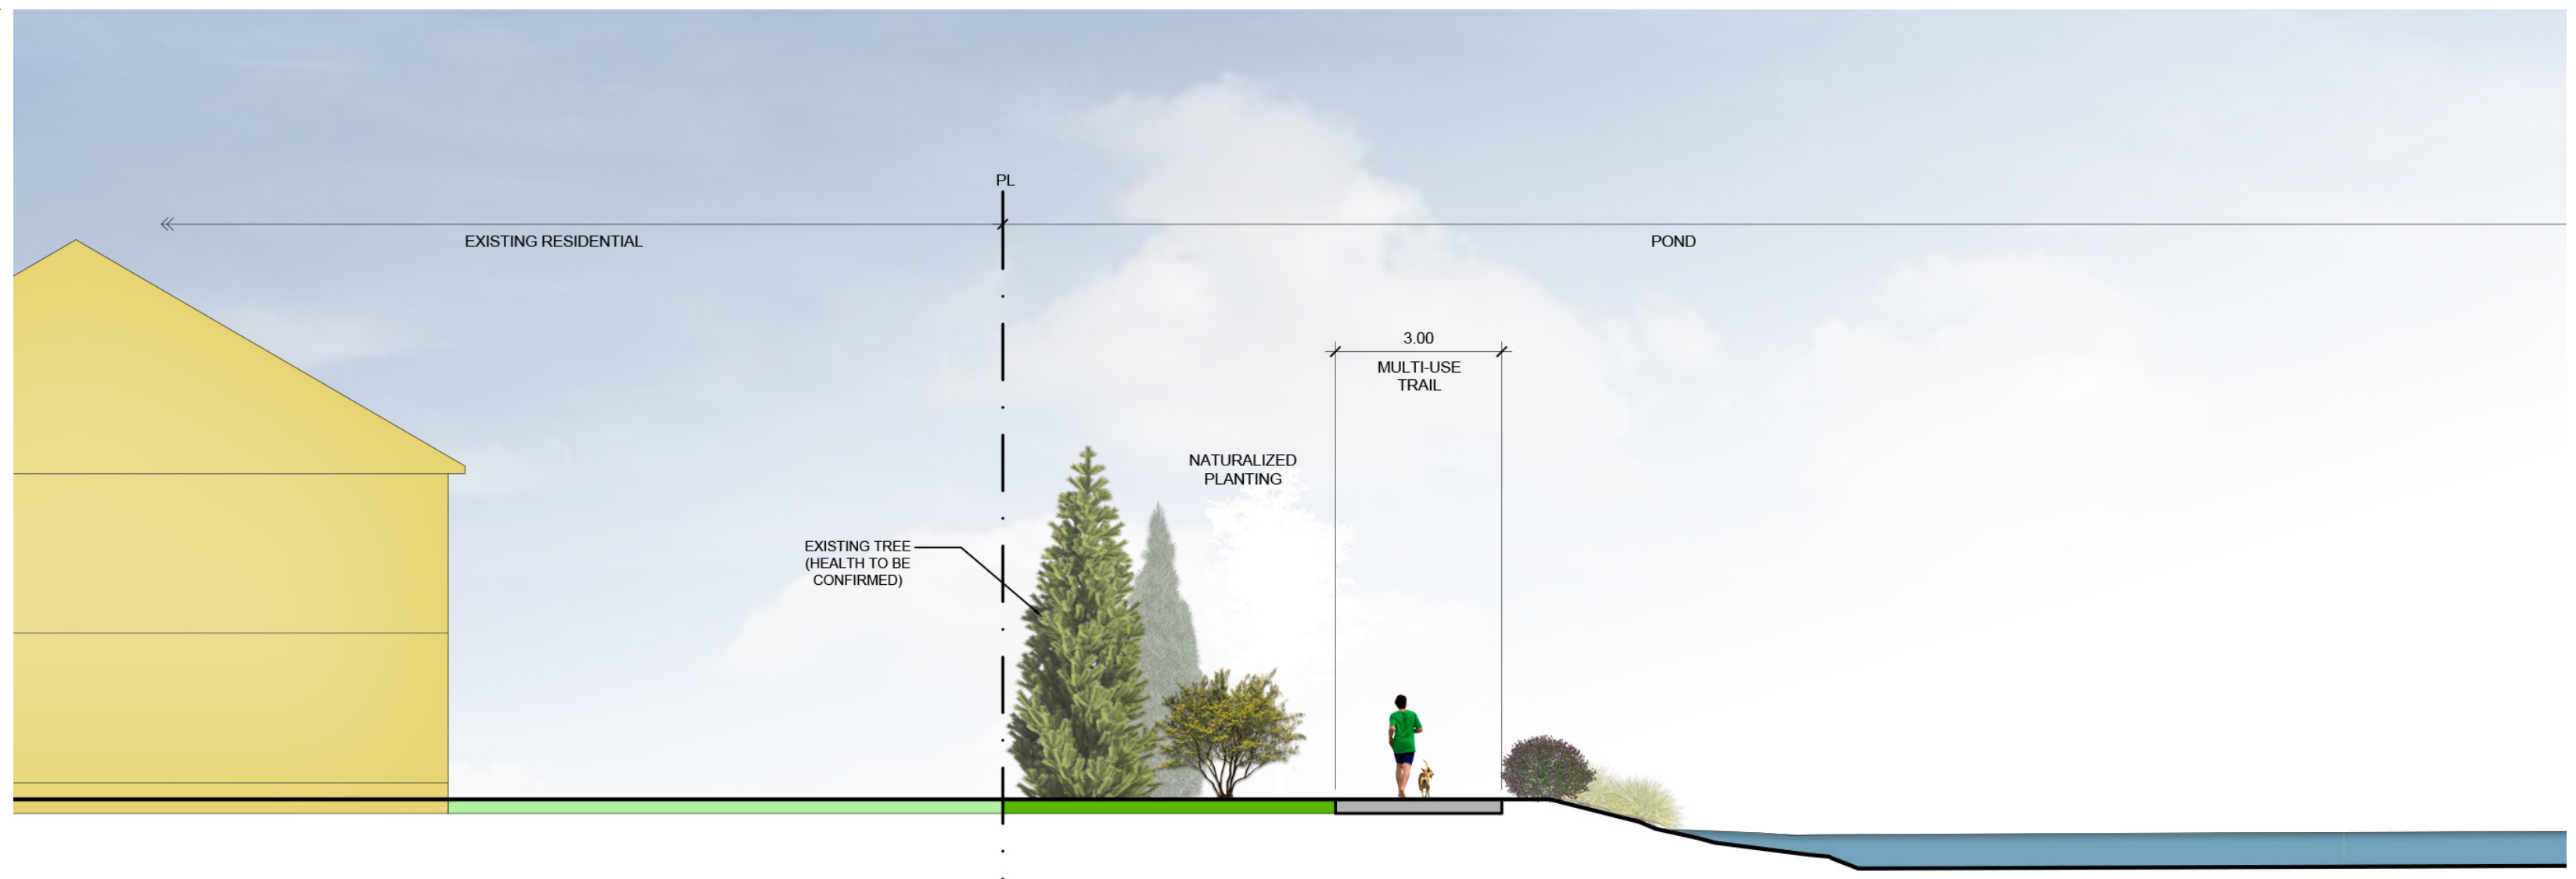 PL
EXISTING RESIDENTIAL
POND
3.00
MULTI-USE
TRAIL
NATURALIZED
PLANTING
EXISTING TREE
(HEALTH TO BE
CONFIRMED)